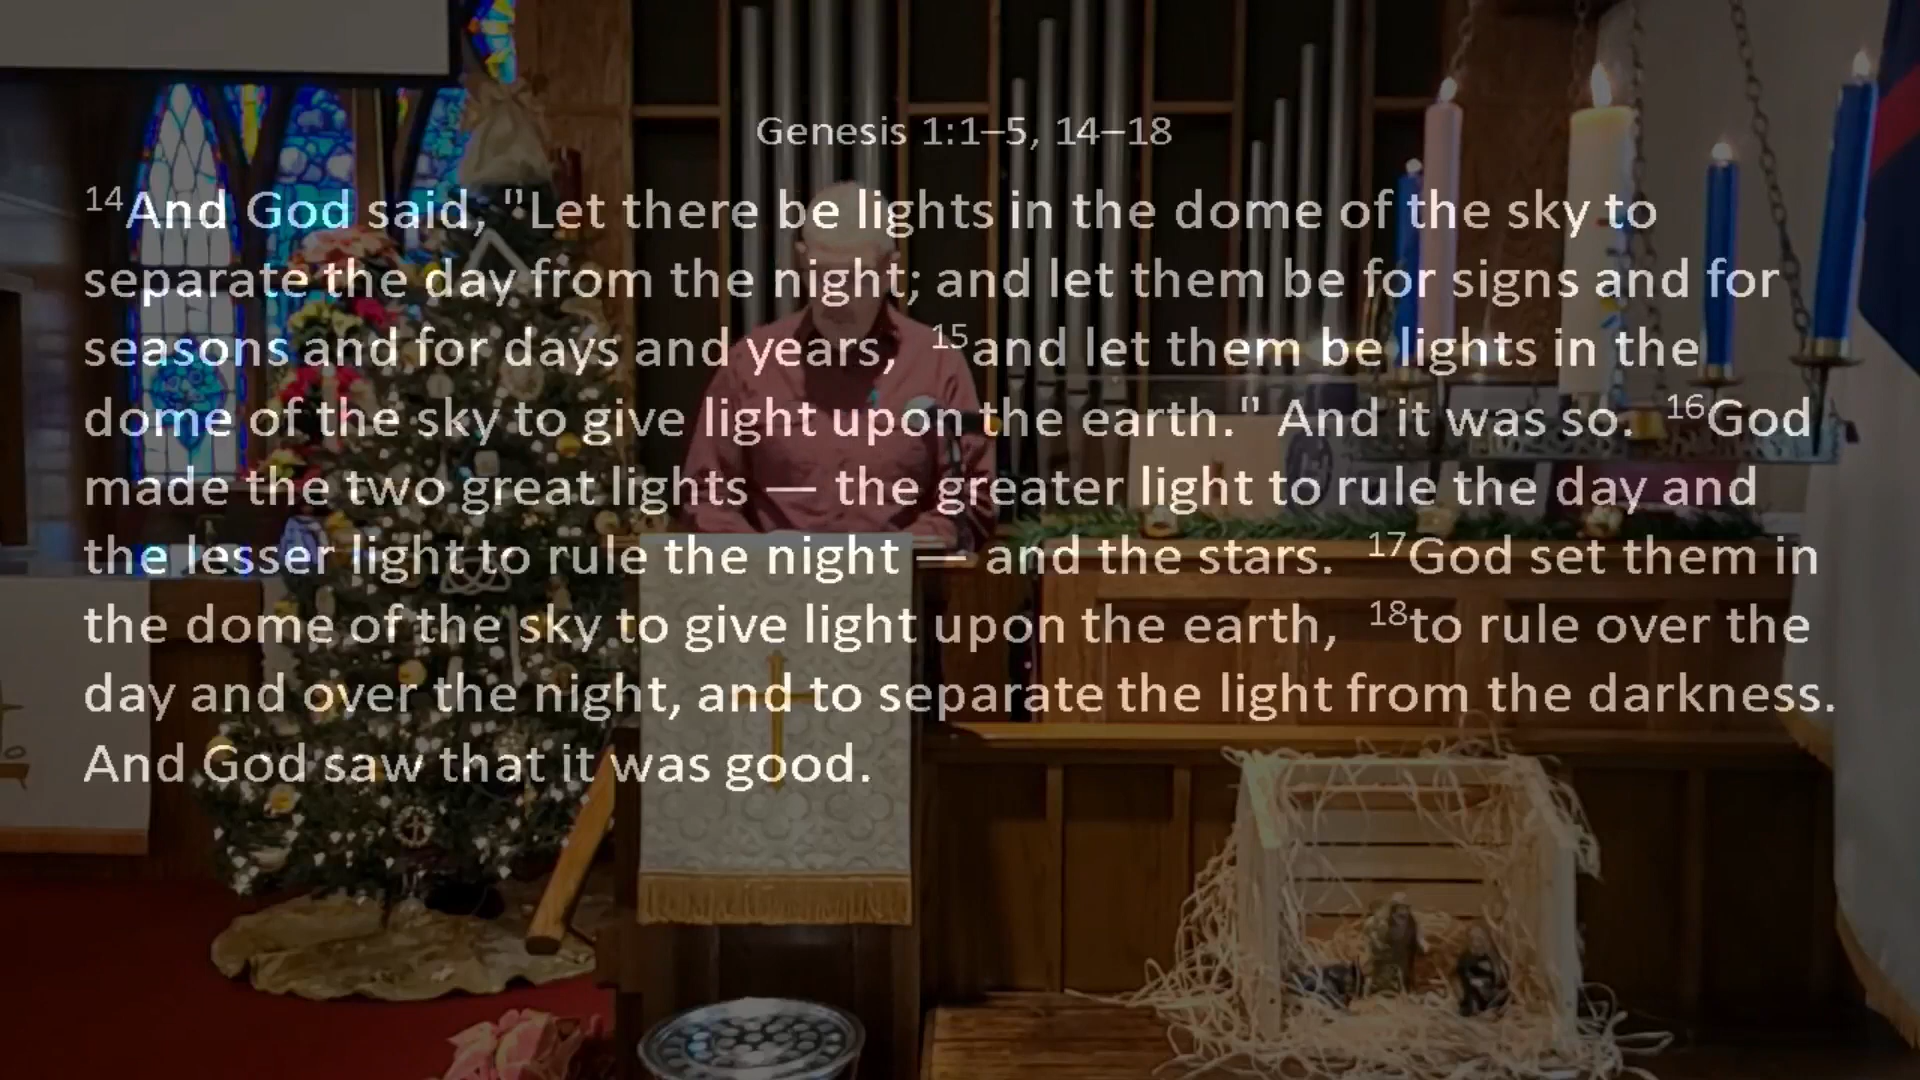 Genesis 1:1–5, 14–18
14And God said, "Let there be lights in the dome of the sky to
separate the day from the night; and let them be for signs and for
seasons and for days and years, 15and let them be lights in the
dome of the sky to give light upon the earth." And it was so. 16God
made the two great lights — the greater light to rule the day and
the lesser light to rule the night — and the stars. 17God set them in
the dome of the sky to give light upon the earth, 18to rule over the
day and over the night, and to separate the light from the darkness.
And God saw that it was good.